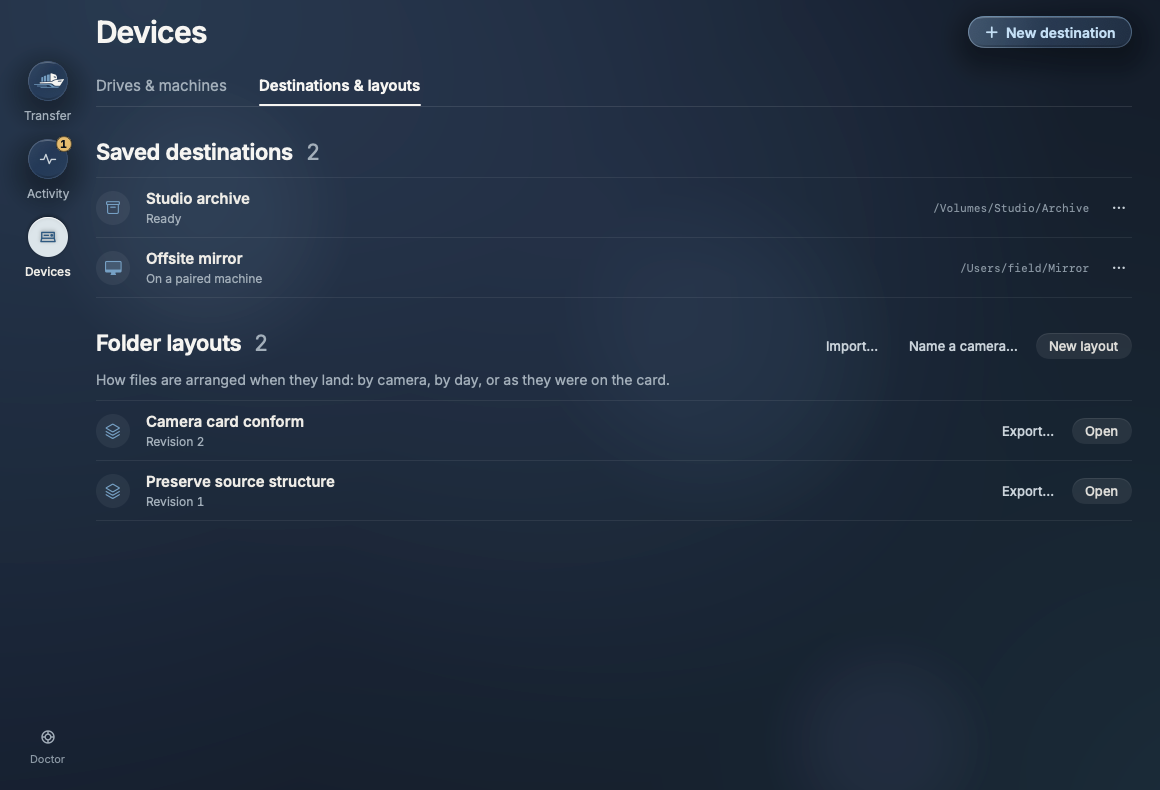 Devices
+ New destination
Drives & machines
Destinations & layouts
Transfer
1
Activity
Devices
Saved destinations 2
Studio archive
Ready
/Volumes/Studio/Archive
Offsite mirror
On a paired machine
/Users/field/Mirror
Folder layouts 2
Import...
Name a camera...
New layout
How files are arranged when they land: by camera, by day, or as they were on the card.
Camera card conform
Revision 2
Export...
Open
Preserve source structure
Revision 1
Export...
Open
Doctor